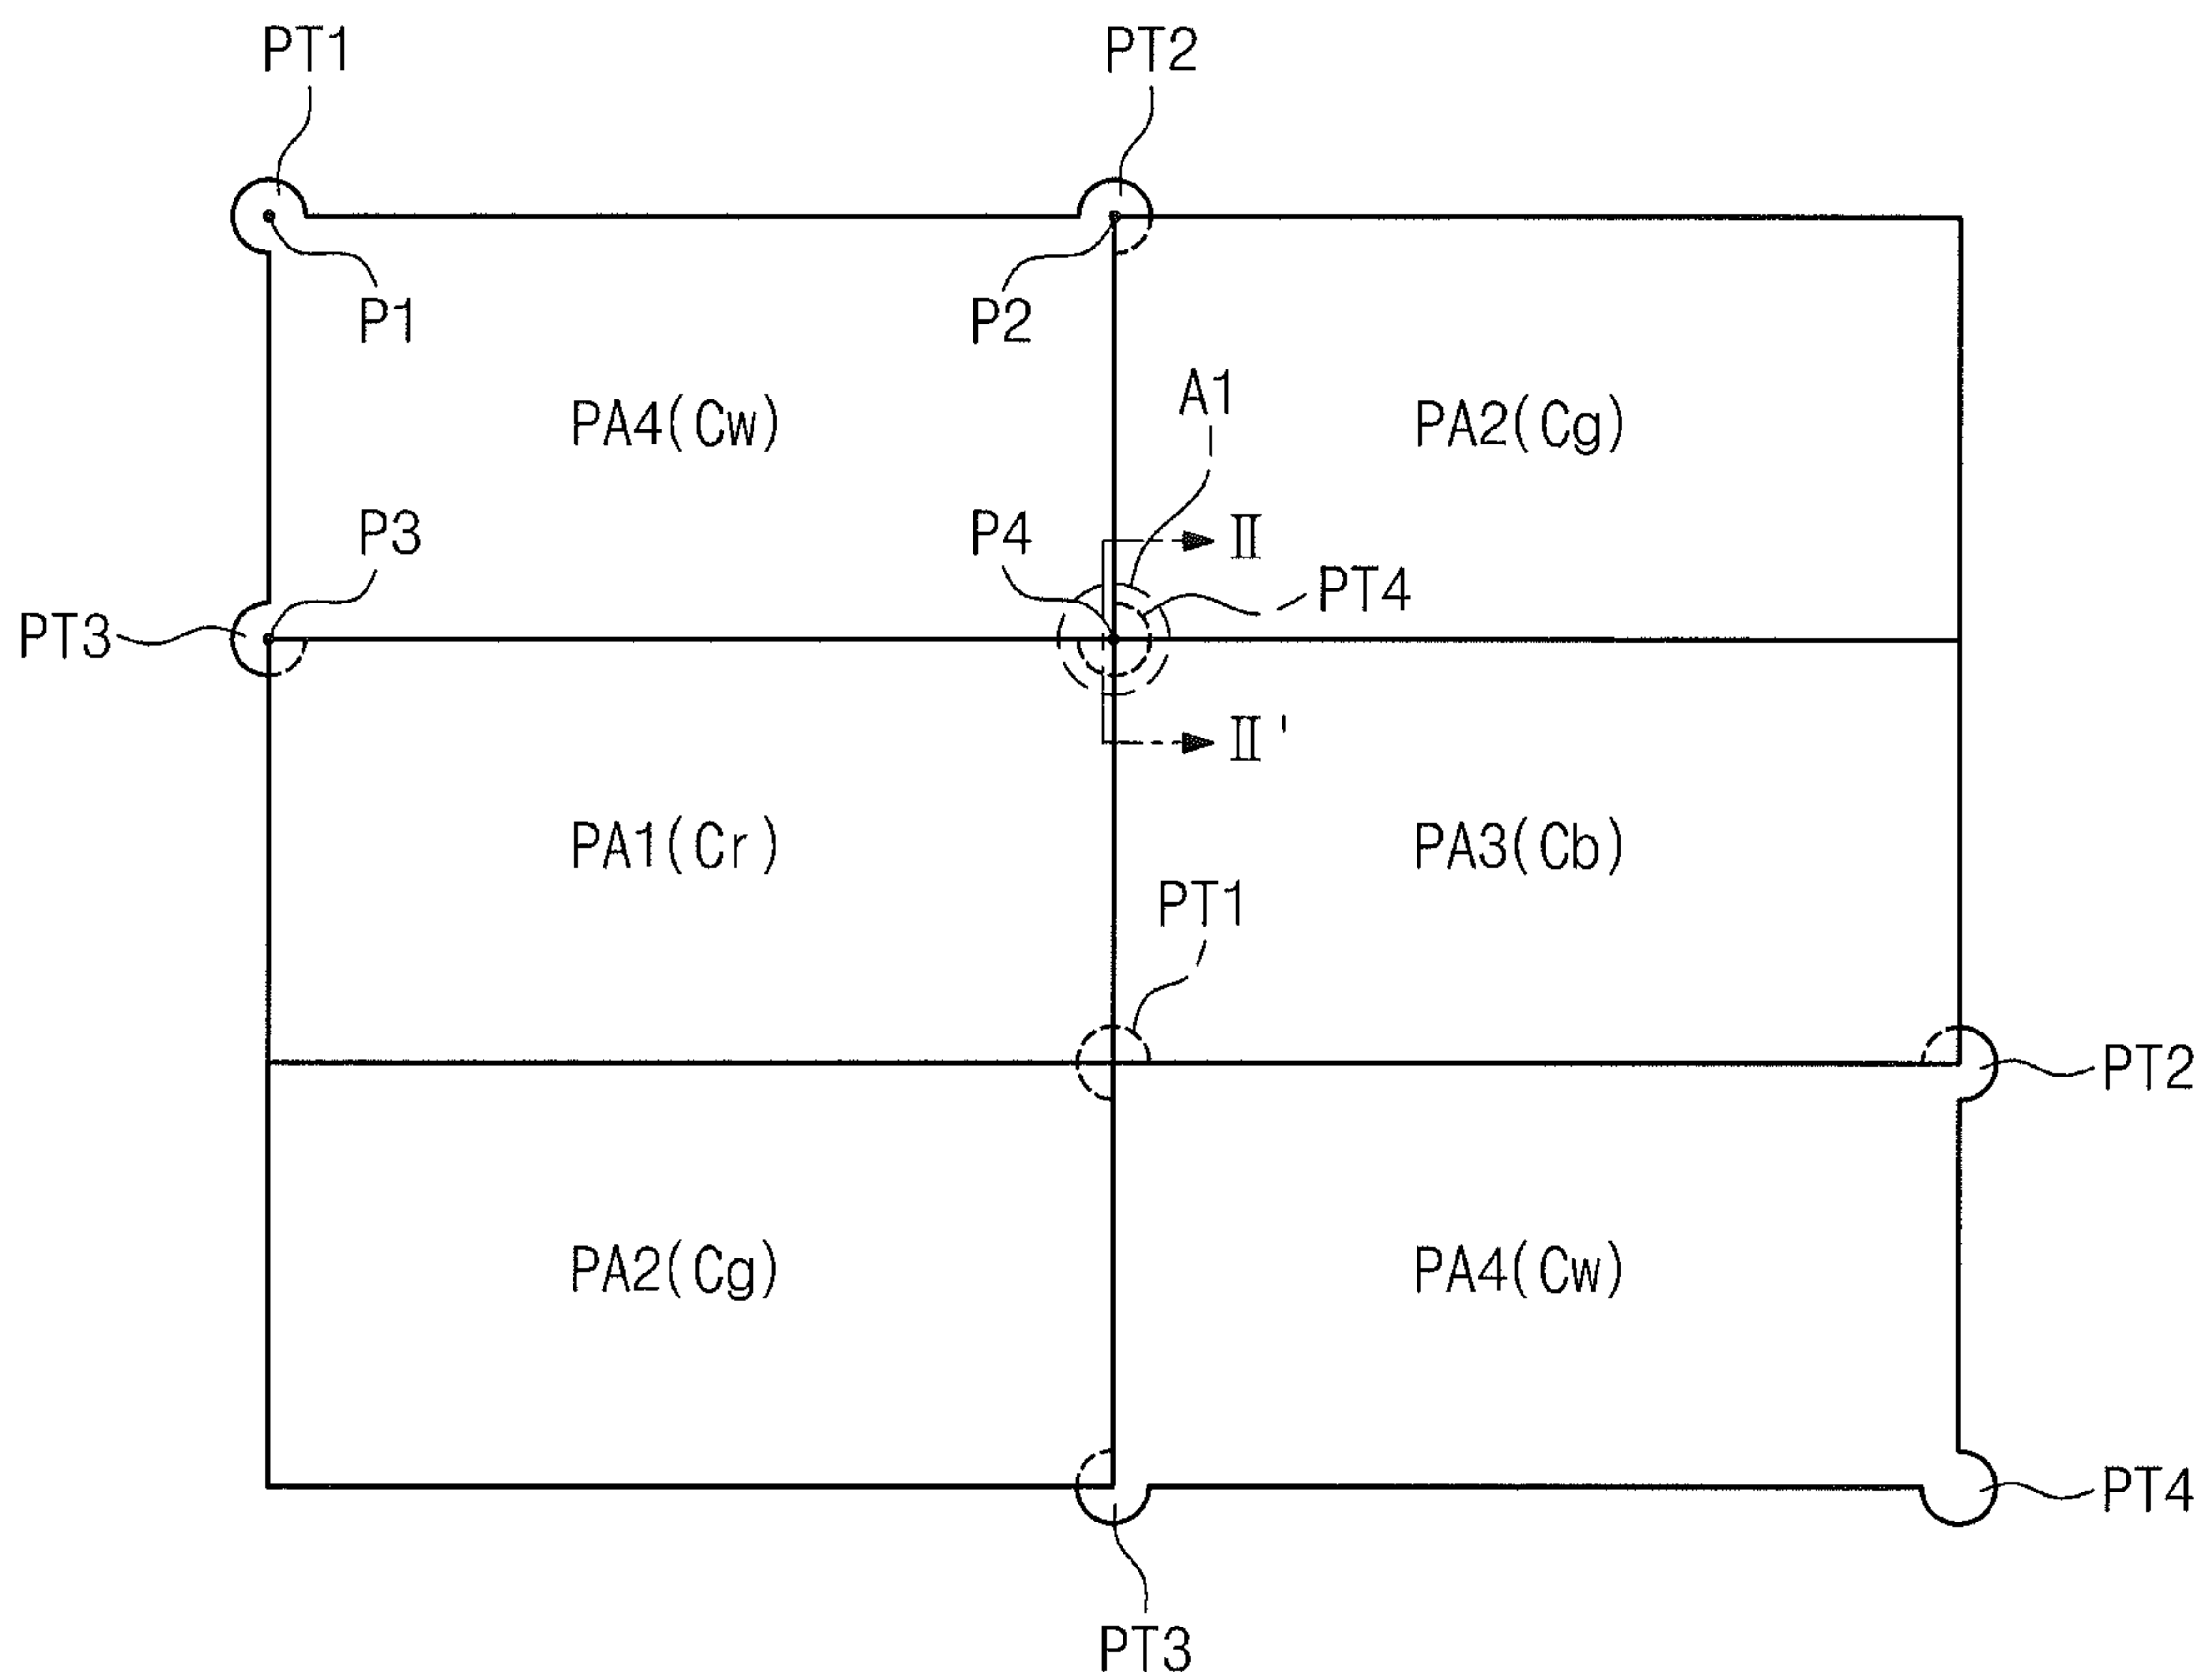 PT1
PT2
P1
P2
A1
PA4(Cw)
PA2(Cg)
P3
P4
II
PT4
PT3
II'
PA1(Cr)
PA3(Cb)
PT1
PT2
PA2(Cg)
PA4(Cw)
PT4
PT3